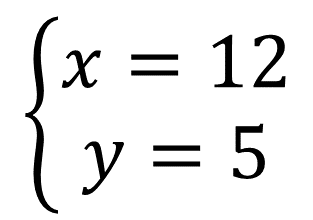 x = 12
y = 5